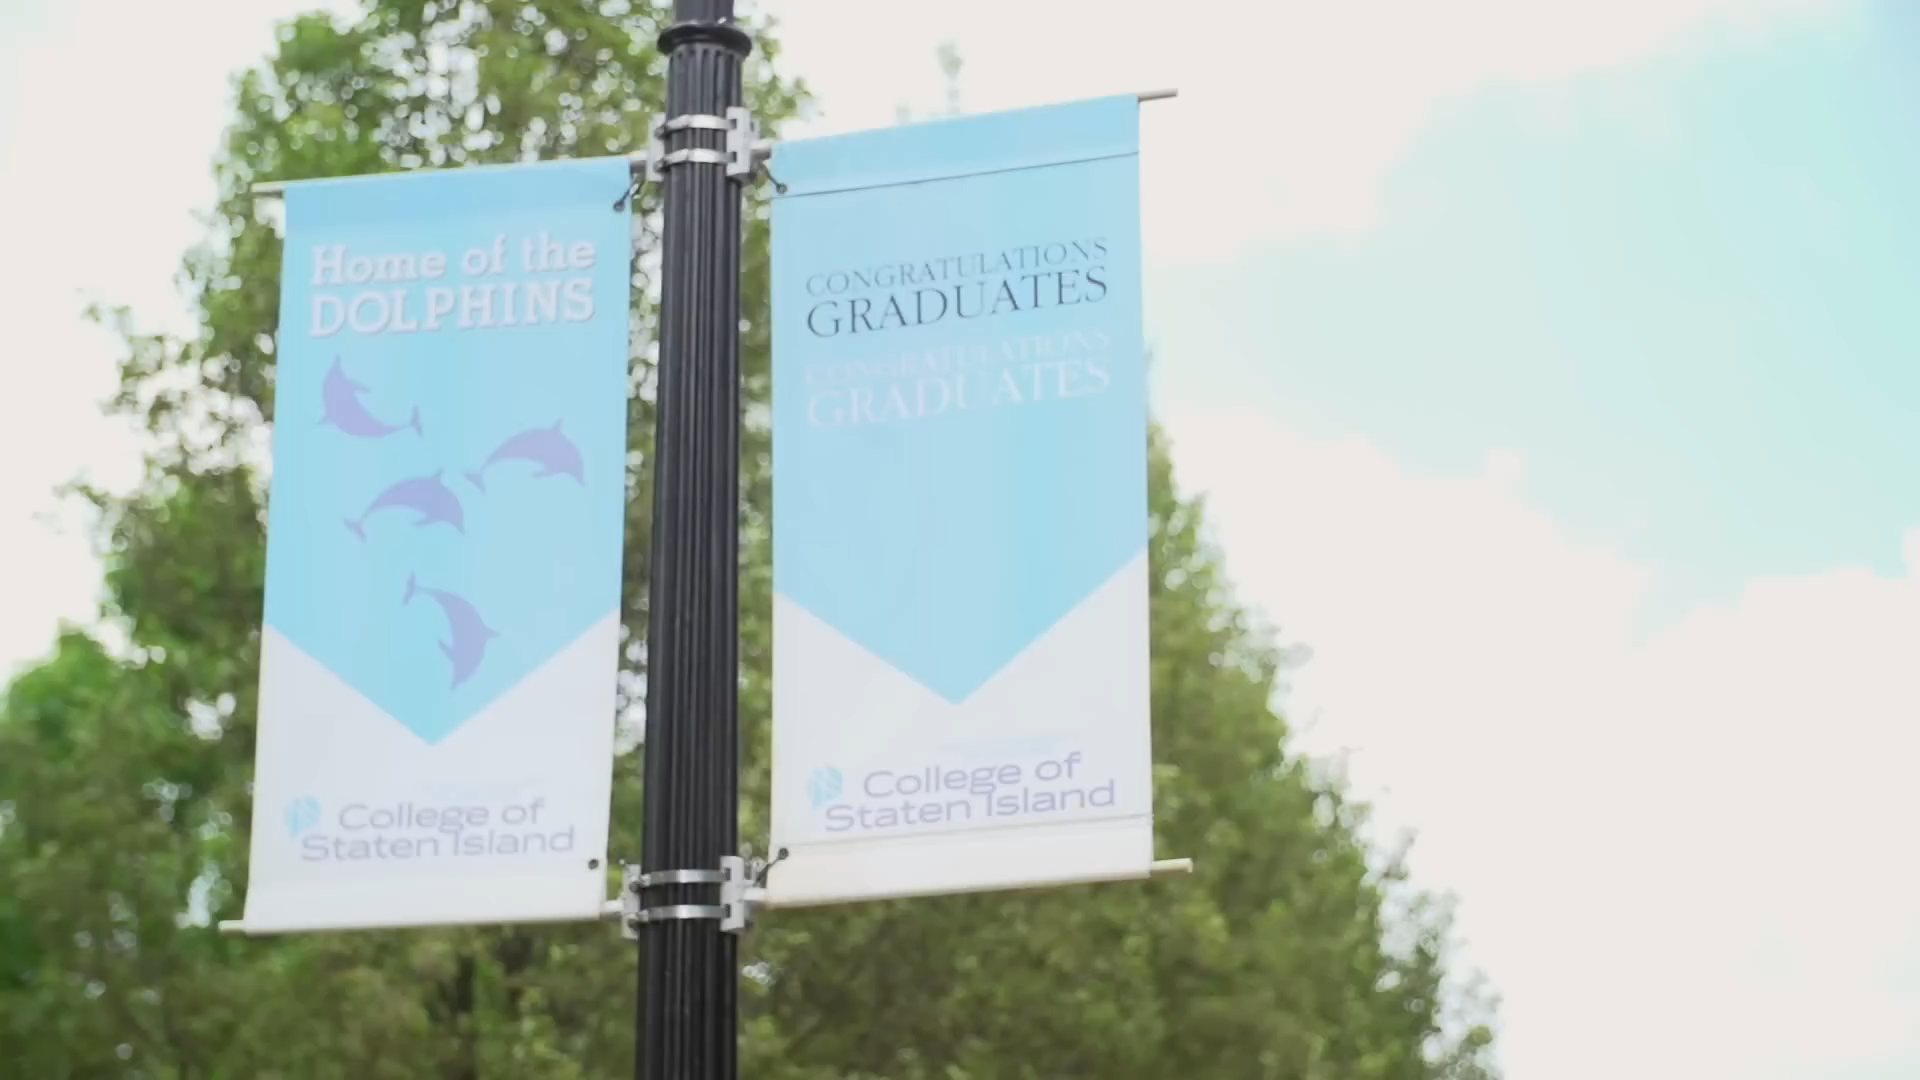 Home of the
DOLPHINS
College of
Staten Island
CONGRATULATIONS
GRADUATES
CONGRATULATIONS
GRADUATES
College of
Staten Island